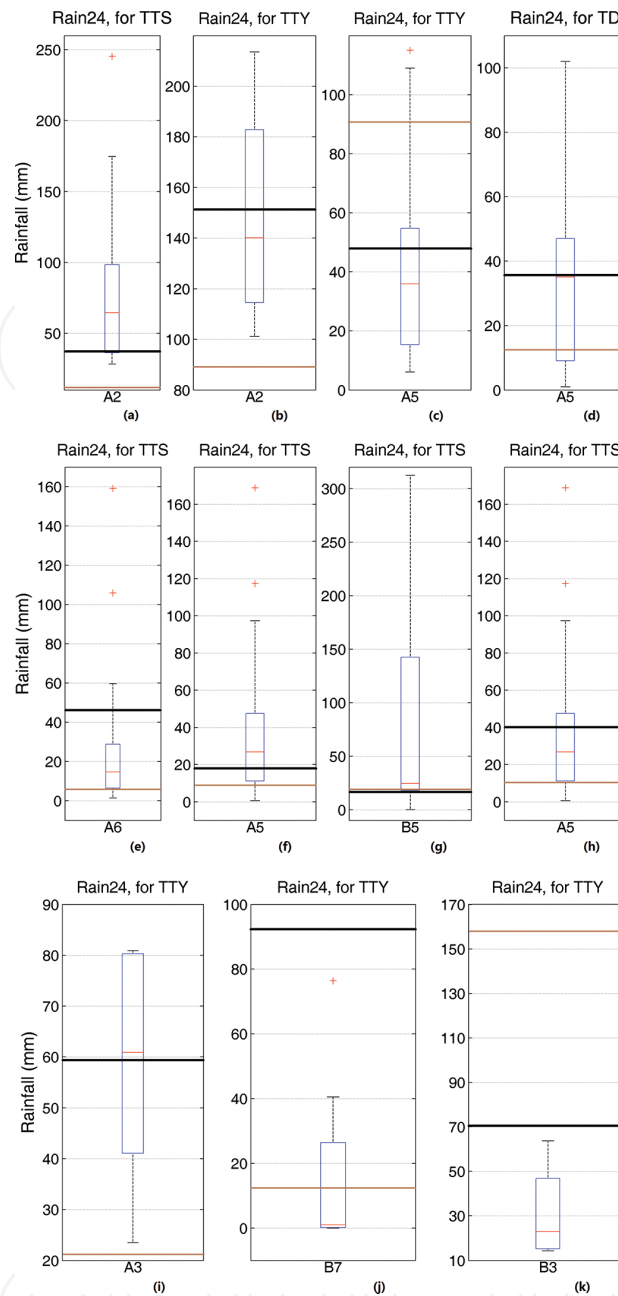 Rain24, for TTS
Rain24, for TTY
Rain24, for TTY
Rain24, for TD
Rainfall (mm)
250
200
150
100
50
A2
(a)
200
180
160
140
120
100
80
A2
(b)
120
100
80
60
40
20
0
A5
(c)
100
80
60
40
20
0
A5
(d)
Rain24, for TTS
Rain24, for TTS
Rain24, for TTS
Rain24, for TTS
Rainfall (mm)
160
140
120
100
80
60
40
20
0
A6
(e)
160
140
120
100
80
60
40
20
0
A5
(f)
300
250
200
150
100
50
0
B5
(g)
160
140
120
100
80
60
40
20
0
A5
(h)
Rain24, for TTY
Rain24, for TTY
Rain24, for TTY
Rainfall (mm)
90
80
70
60
50
40
30
20
A3
(i)
100
80
60
40
20
0
B7
(j)
170
150
130
110
90
70
50
30
10
B3
(k)